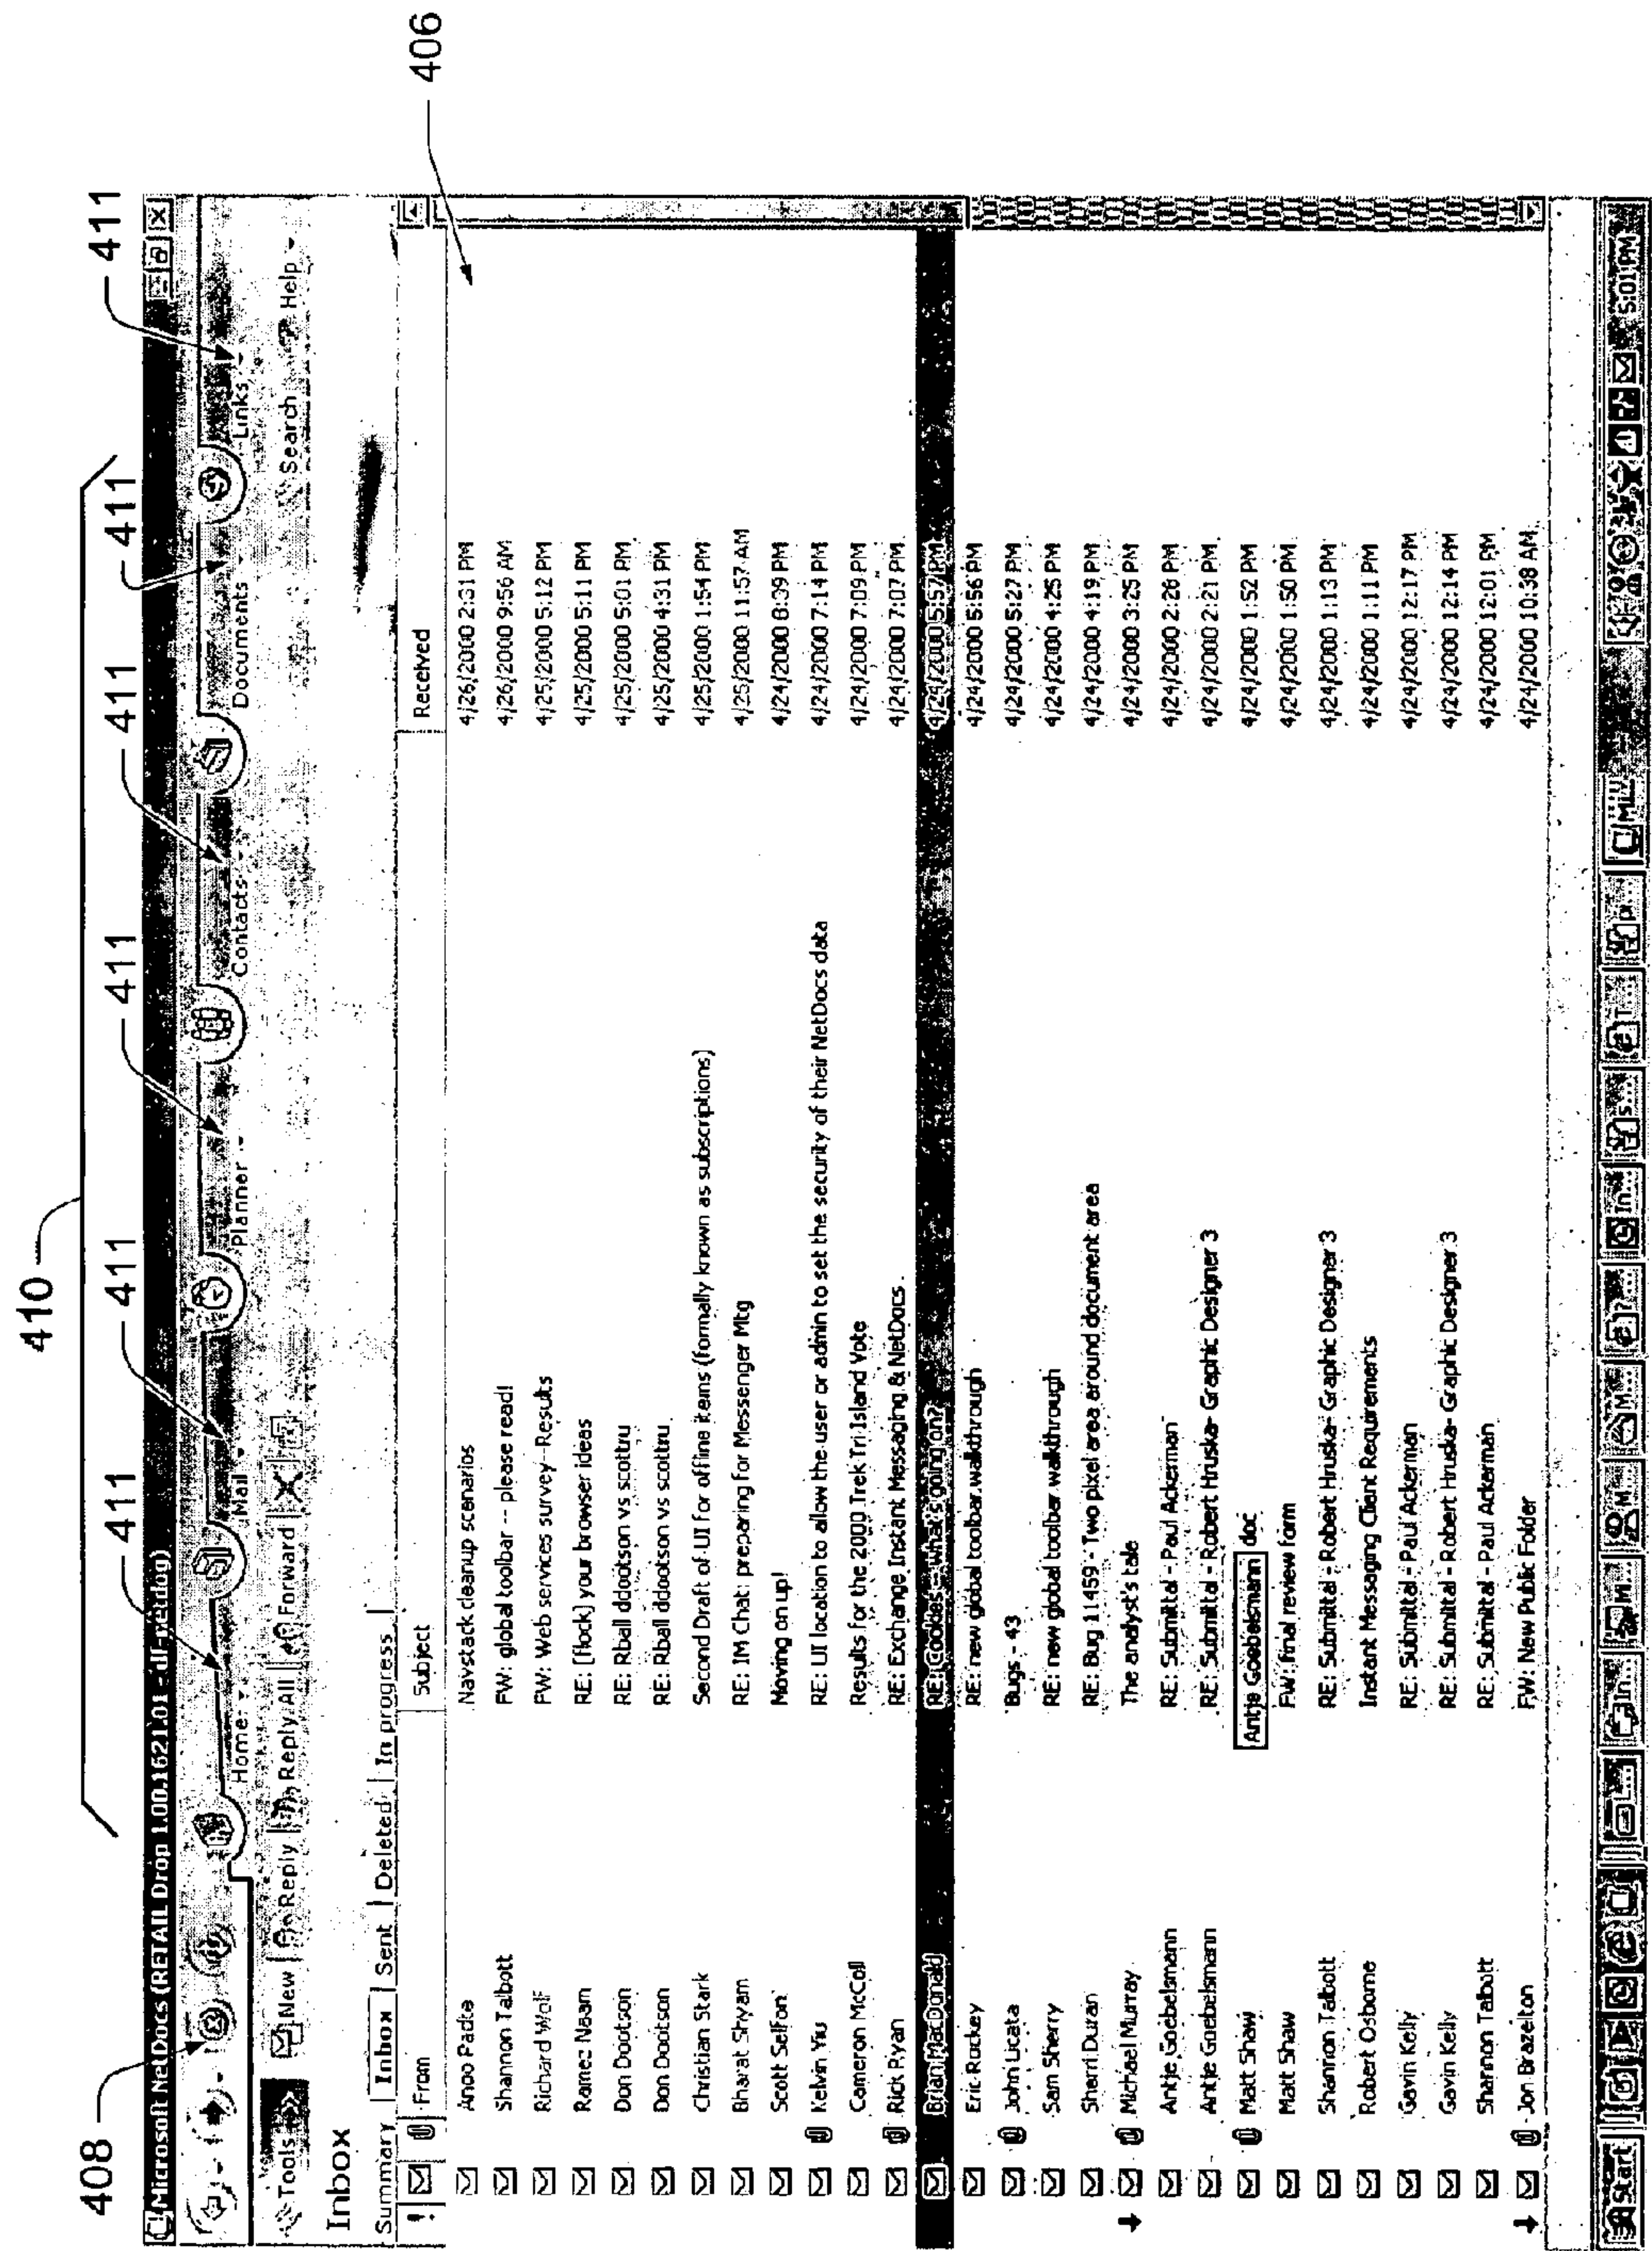 410
408
411 411 411 411 411 411
406
Microsoft NetDocs (RETAIL Drop 1.00.1621.01
Home Mail Planner Contacts Documents Links
Tools >> New Reply Reply All Forward Search ? Help
Inbox
Summary Inbox Sent Deleted In progress
! From Subject Received
Navstack cleanup scenarios 4/26/2000 2:31 PM
Shannon Talbott FW: global toolbar -- please read! 4/26/2000 9:56 AM
Richard Wolf FW: Web services survey--Results 4/25/2000 5:12 PM
Ramez Naam RE: [flock] your browser ideas 4/25/2000 5:11 PM
Don Dootson RE: Rball ddootson vs scottru 4/25/2000 5:01 PM
Don Dootson RE: Rball ddootson vs scottru 4/25/2000 4:31 PM
Christian Stark Second Draft of UI for offline items (formally known as subscriptions) 4/25/2000 1:54 PM
Bharat Shyam RE: IM Chat: preparing for Messenger Mtg 4/25/2000 11:57 AM
Scott Selfon Moving on up! 4/24/2000 8:39 PM
Kelvin Yiu RE: UI location to allow the user or admin to set the security of their NetDocs data 4/24/2000 7:14 PM
Cameron McColl Results for the 2000 Trek Tri-Island Vote 4/24/2000 7:09 PM
Rick Ryan RE: Exchange Instant Messaging & NetDocs 4/24/2000 7:07 PM
Brian MacDonald RE: Cookies -- what's going on? 4/24/2000 5:57 PM
Eric Rockey RE: new global toolbar walkthrough 4/24/2000 5:56 PM
John Licata Bugs - 43 4/24/2000 5:27 PM
Sam Sherry RE: new global toolbar walkthrough 4/24/2000 4:25 PM
Sherri Duran RE: Bug 11459 - Two pixel area around document area 4/24/2000 4:19 PM
Michael Murray The analyst's tale 4/24/2000 3:25 PM
Antje Goebelsmann RE: Submittal - Paul Ackerman 4/24/2000 2:26 PM
Antje Goebelsmann RE: Submittal - Robert Hruska- Graphic Designer 3 4/24/2000 2:21 PM
Matt Shaw Antje Goebelsmann doc 4/24/2000 1:52 PM
Matt Shaw FW: final review form 4/24/2000 1:50 PM
Shannon Talbott RE: Submittal - Robert Hruska- Graphic Designer 3 4/24/2000 1:13 PM
Robert Osborne Instant Messaging Client Requirements 4/24/2000 1:11 PM
Gavin Kelly RE: Submittal - Paul Ackerman 4/24/2000 12:17 PM
Gavin Kelly RE: Submittal - Robert Hruska- Graphic Designer 3 4/24/2000 12:14 PM
Shannon Talbott RE: Submittal - Paul Ackerman 4/24/2000 12:01 PM
Jon Brazelton FW: New Public Folder 4/24/2000 10:38 AM
Start In... M... M... M... In... s... T... p... 5:01 PM